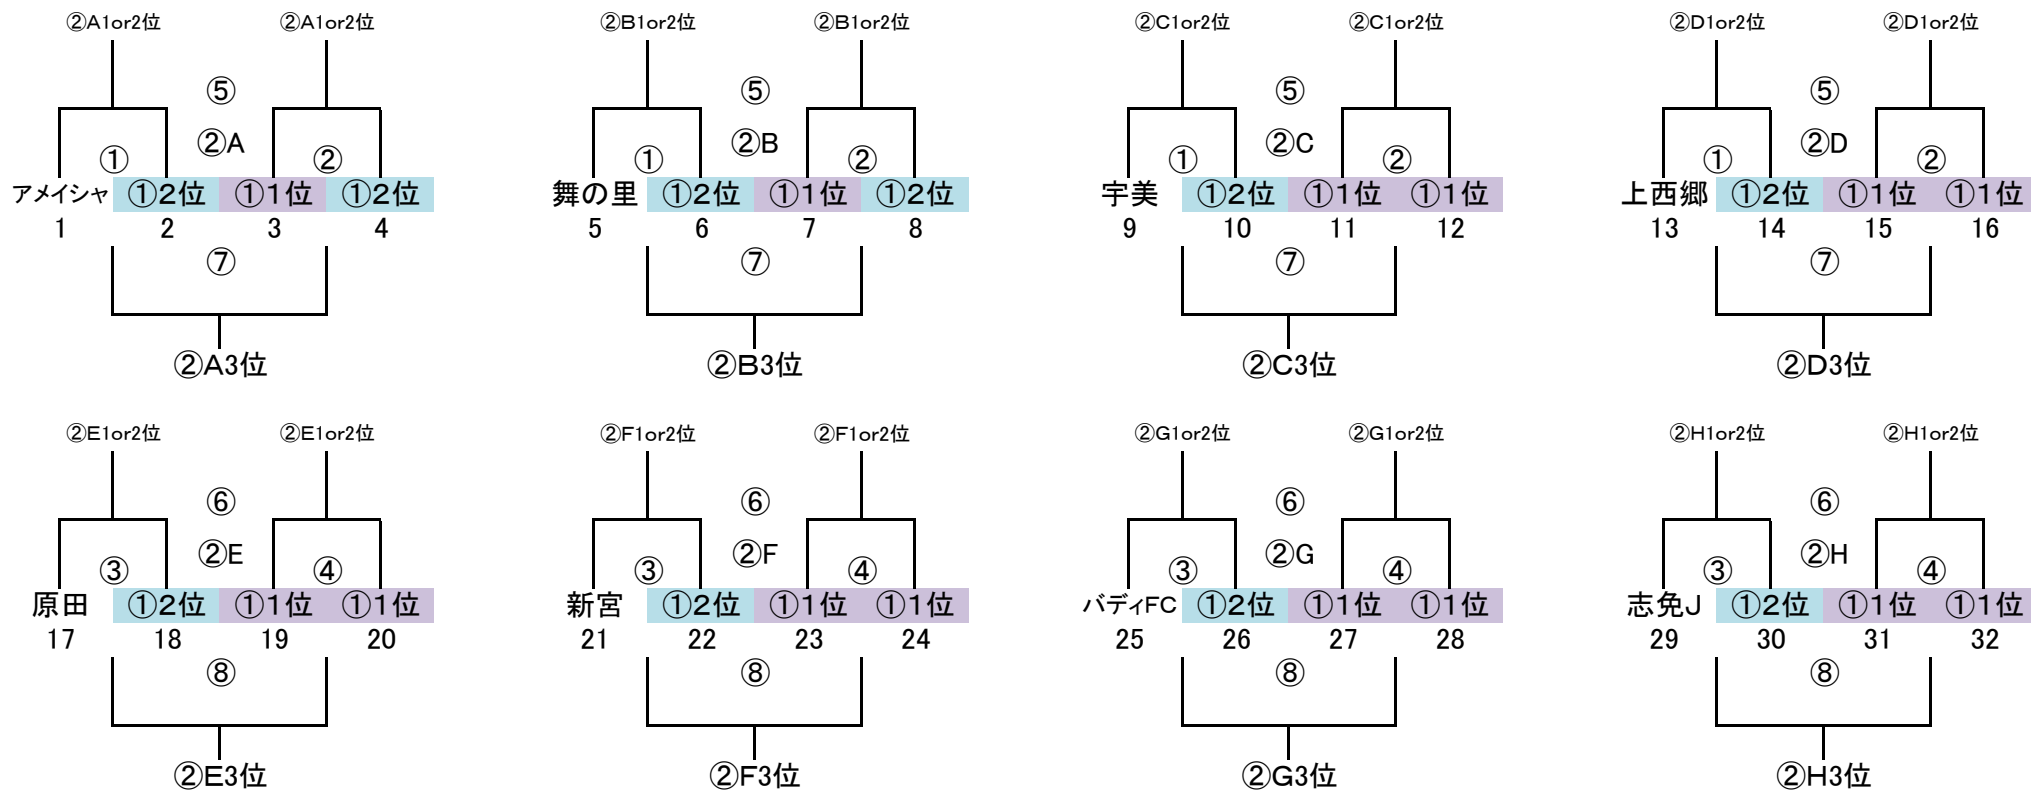 ②A1or2位 ②A1or2位 ②B1or2位 ②B1or2位 ②C1or2位 ②C1or2位 ②D1or2位 ②D1or2位
⑤ ⑤ ⑤ ⑤
②A ②B ②C ②D
① ② ① ② ① ② ① ②
アメイシャ ①2位 ①1位 ①2位 舞の里 ①2位 ①1位 ①2位 宇美 ①2位 ①1位 ①1位 上西郷 ①2位 ①1位 ①1位
1 2 3 4 5 6 7 8 9 10 11 12 13 14 15 16
⑦ ⑦ ⑦ ⑦
②A3位 ②B3位 ②C3位 ②D3位
②E1or2位 ②E1or2位 ②F1or2位 ②F1or2位 ②G1or2位 ②G1or2位 ②H1or2位 ②H1or2位
⑥ ⑥ ⑥ ⑥
②E ②F ②G ②H
③ ④ ③ ④ ③ ④ ③ ④
原田 ①2位 ①1位 ①1位 新宮 ①2位 ①1位 ①1位 バディFC ①2位 ①1位 ①1位 志免J ①2位 ①1位 ①1位
17 18 19 20 21 22 23 24 25 26 27 28 29 30 31 32
⑧ ⑧ ⑧ ⑧
②E3位 ②F3位 ②G3位 ②H3位